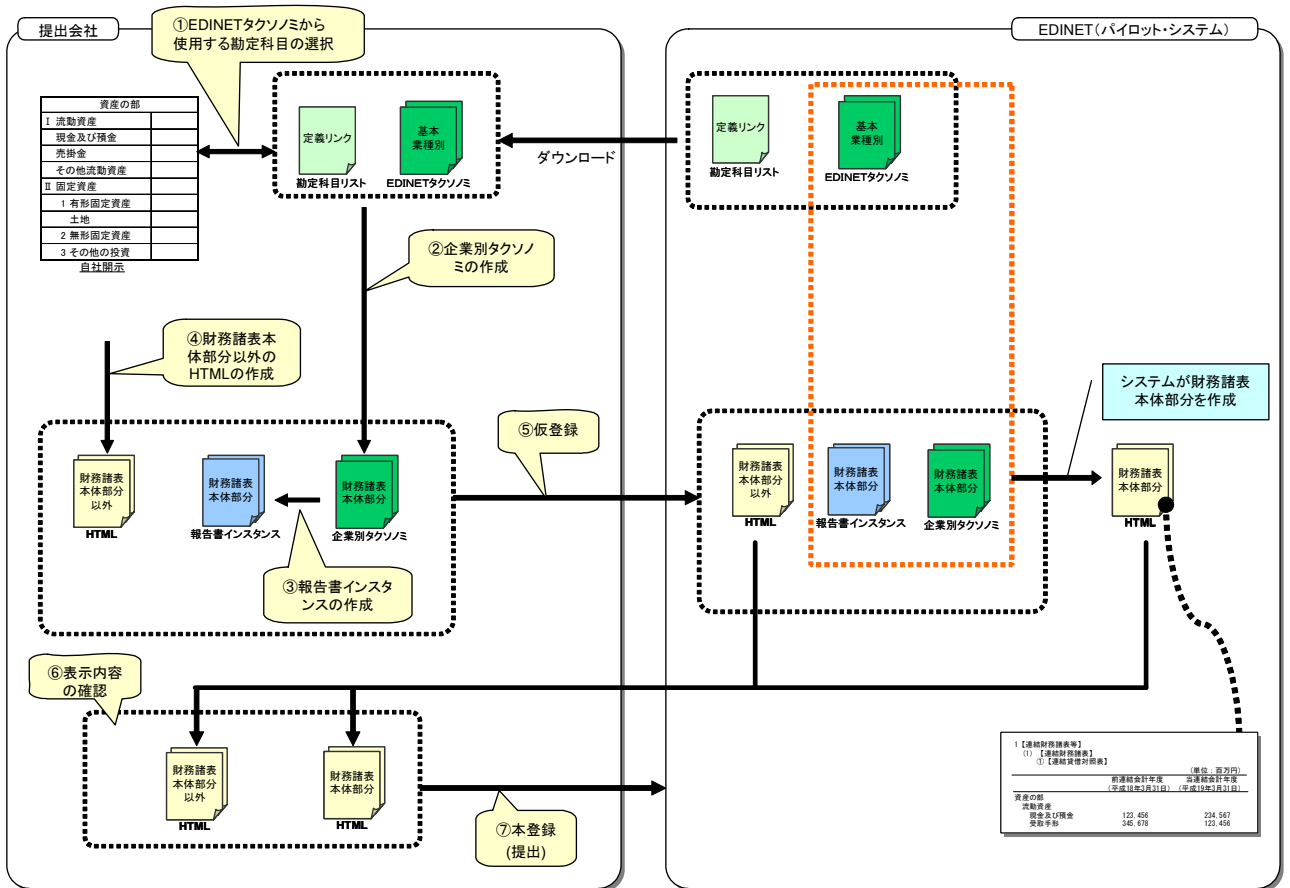 提出会社
①EDINETタクソノミから
使用する勘定科目の選択
EDINET(パイロット・システム)
資産の部
Ⅰ 流動資産
現金及び預金
売掛金
その他流動資産
Ⅱ 固定資産
1 有形固定資産
土地
2 無形固定資産
3 その他の投資
自社開示
定義リンク
勘定科目リスト
基本
業種別
EDINETタクソノミ
ダウンロード
定義リンク
勘定科目リスト
基本
業種別
EDINETタクソノミ
②企業別タクソノ
ミの作成
④財務諸表本
体部分以外の
HTMLの作成
システムが財務諸表
本体部分を作成
財務諸表
本体部分
以外
HTML
財務諸表
本体部分
報告書インスタンス
財務諸表
本体部分
企業別タクソノミ
③報告書インスタ
ンスの作成
⑤仮登録
財務諸表
本体部分
以外
HTML
財務諸表
本体部分
報告書インスタンス
財務諸表
本体部分
企業別タクソノミ
財務諸表
本体部分
HTML
⑥表示内容
の確認
財務諸表
本体部分
以外
HTML
財務諸表
本体部分
HTML
⑦本登録
(提出)
1【連結財務諸表等】
(1) 【連結財務諸表】
①【連結貸借対照表】
(単位:百万円)
前連結会計年度 当連結会計年度
(平成18年3月31日) (平成19年3月31日)
資産の部
流動資産
現金及び預金 123,456 234,567
受取手形 345,678 123,456